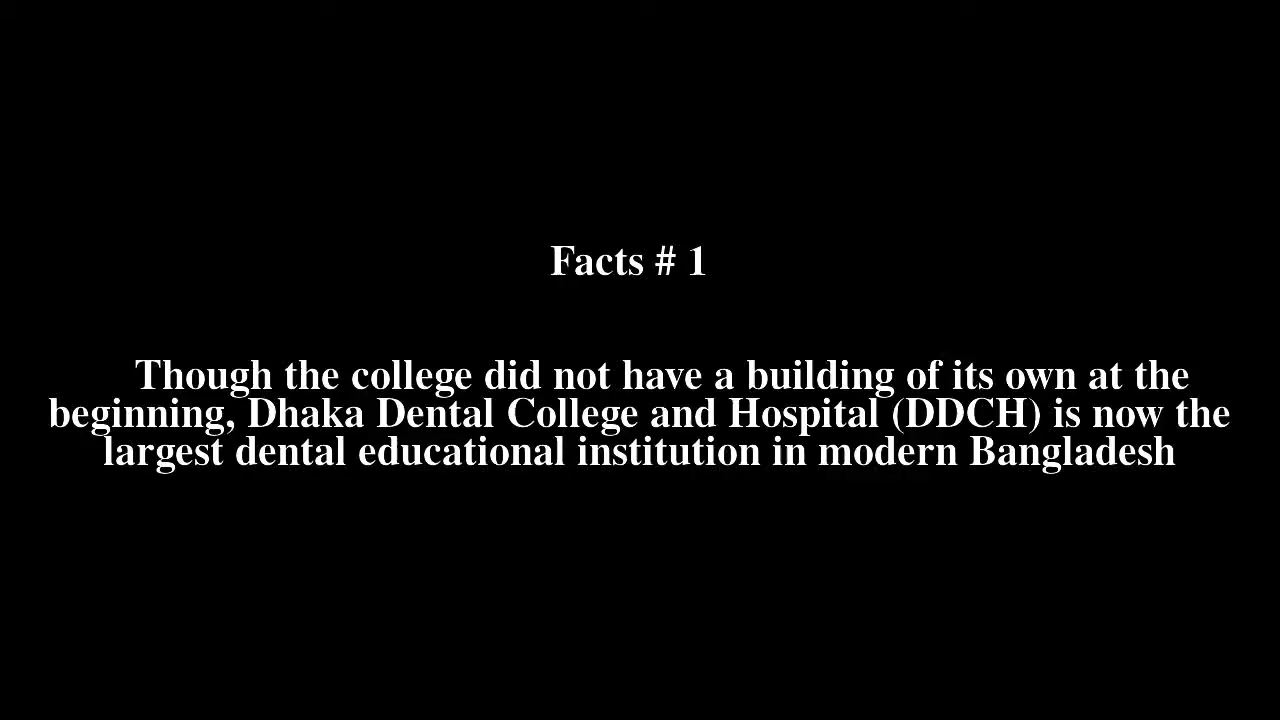 Facts # 1
Though the college did not have a building of its own at the
beginning, Dhaka Dental College and Hospital (DDCH) is now the
largest dental educational institution in modern Bangladesh